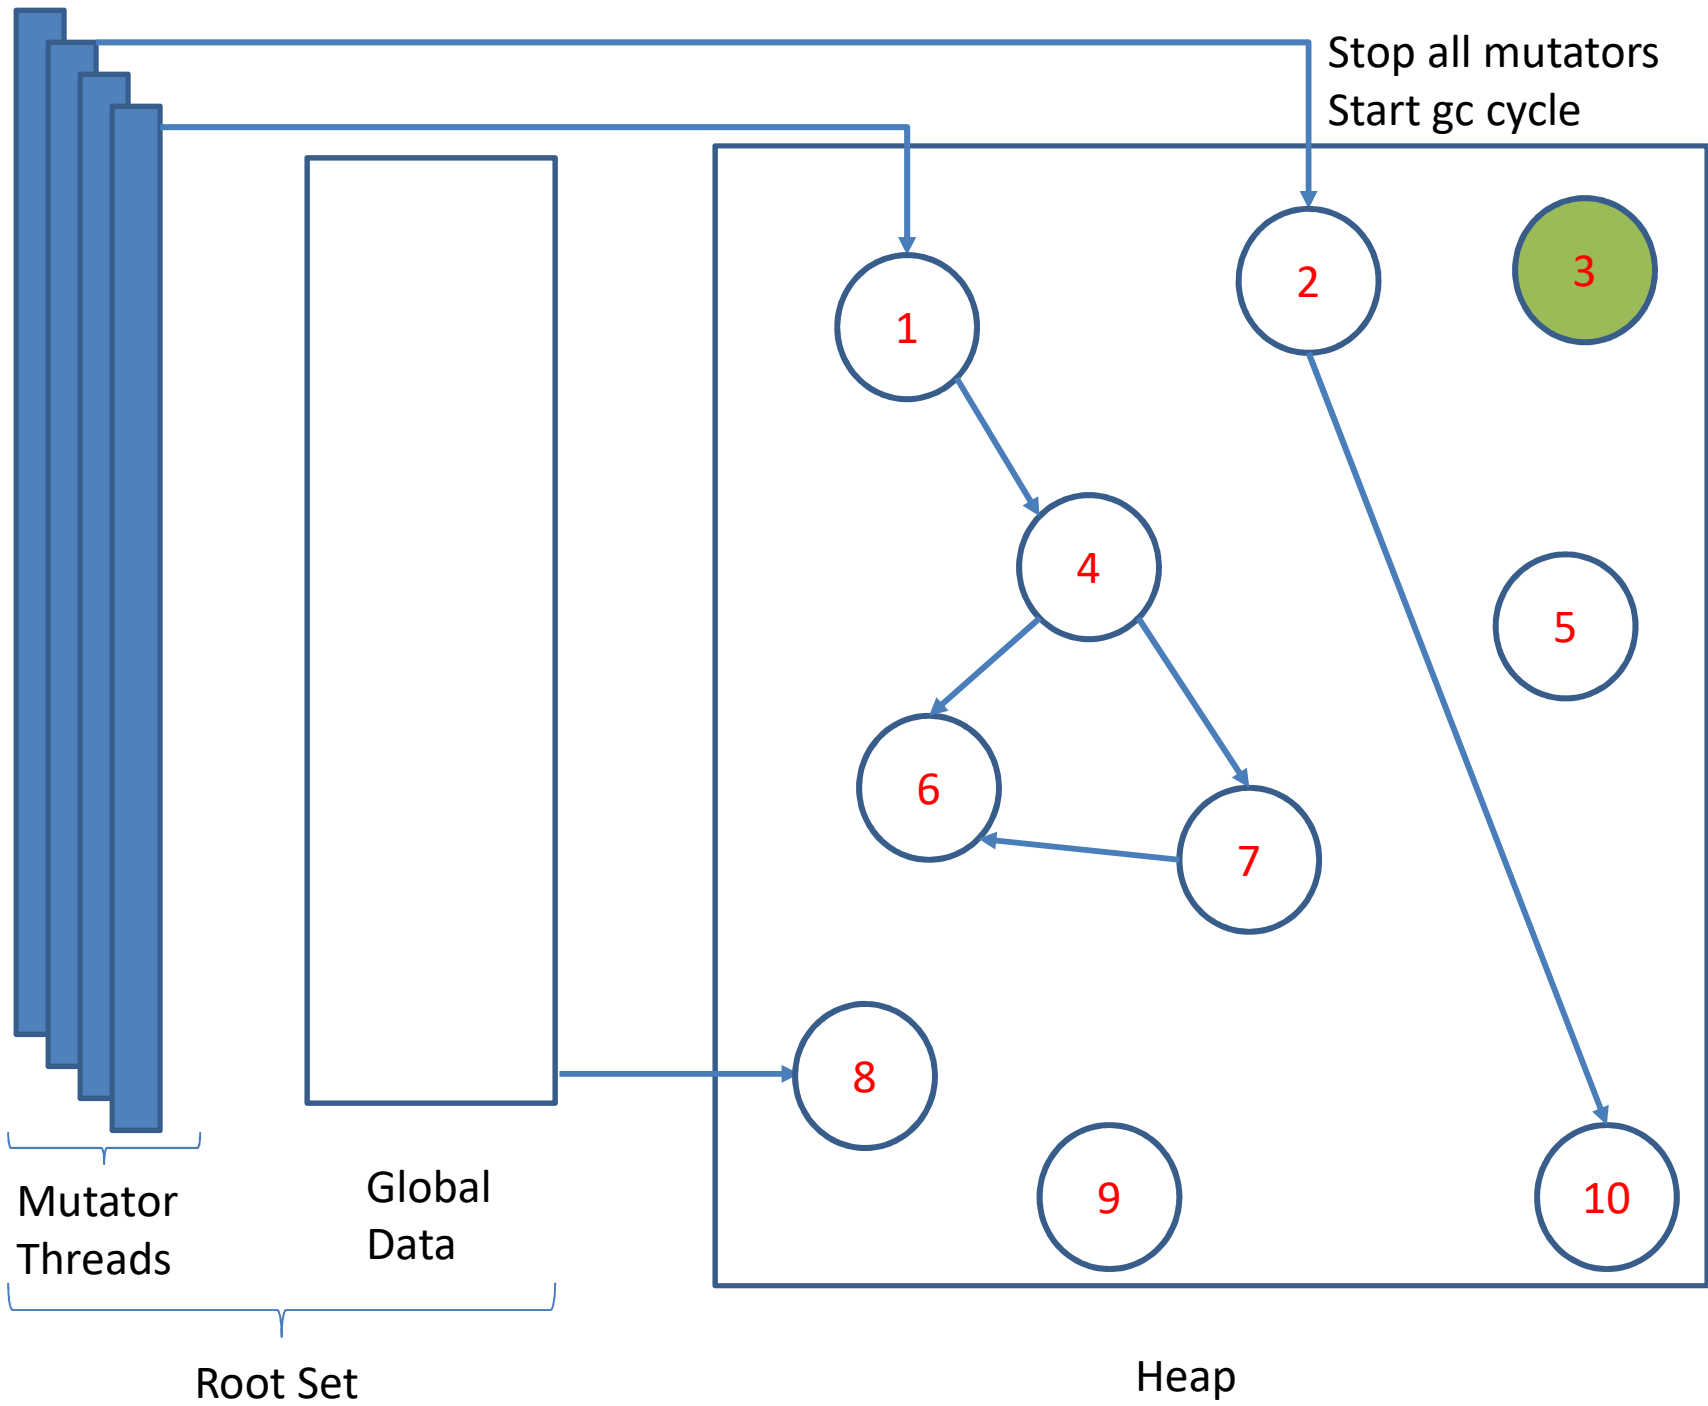 Stop all mutators
Start gc cycle
1
2
3
4
5
6
7
8
9
10
Mutator
Threads
Global
Data
Root Set
Heap